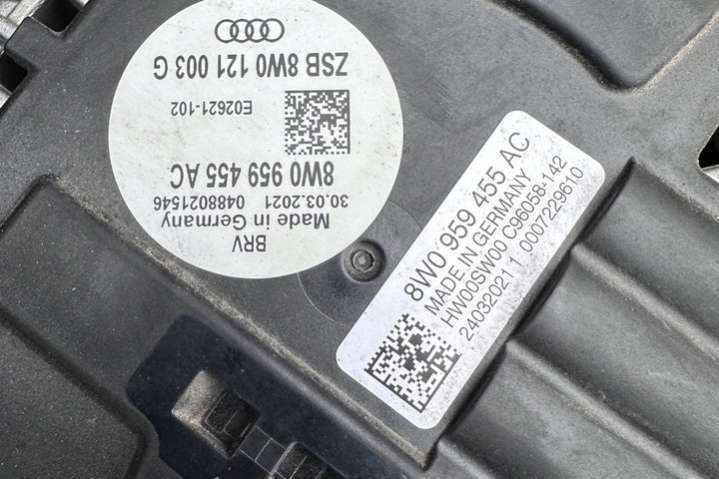 ZSB 8W0 121 003 G
E02621-102
8W0 959 455 AC
30.03.2021 0488021546
Made in Germany
BRV
8W0 959 455 AC
MADE IN GERMANY
HW00SW00 C96058-142
24032021 1 0007229610